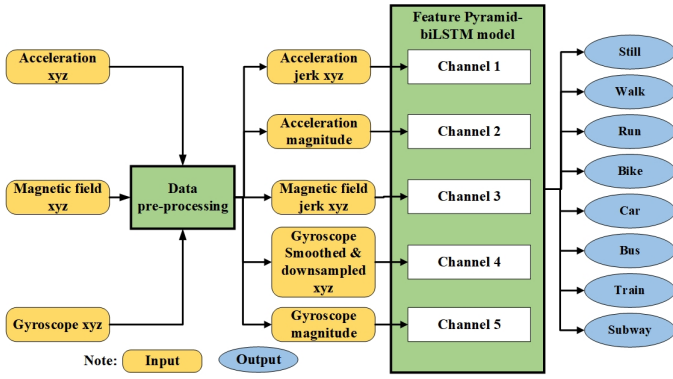 Feature Pyramid-
biLSTM model
Acceleration
xyz
Magnetic field
xyz
Gyroscope xyz
Data
pre-processing
Acceleration
jerk xyz
Acceleration
magnitude
Magnetic field
jerk xyz
Gyroscope
Smoothed &
downsampled
xyz
Gyroscope
magnitude
Channel 1
Channel 2
Channel 3
Channel 4
Channel 5
Still
Walk
Run
Bike
Car
Bus
Train
Subway
Note:
Input
Output